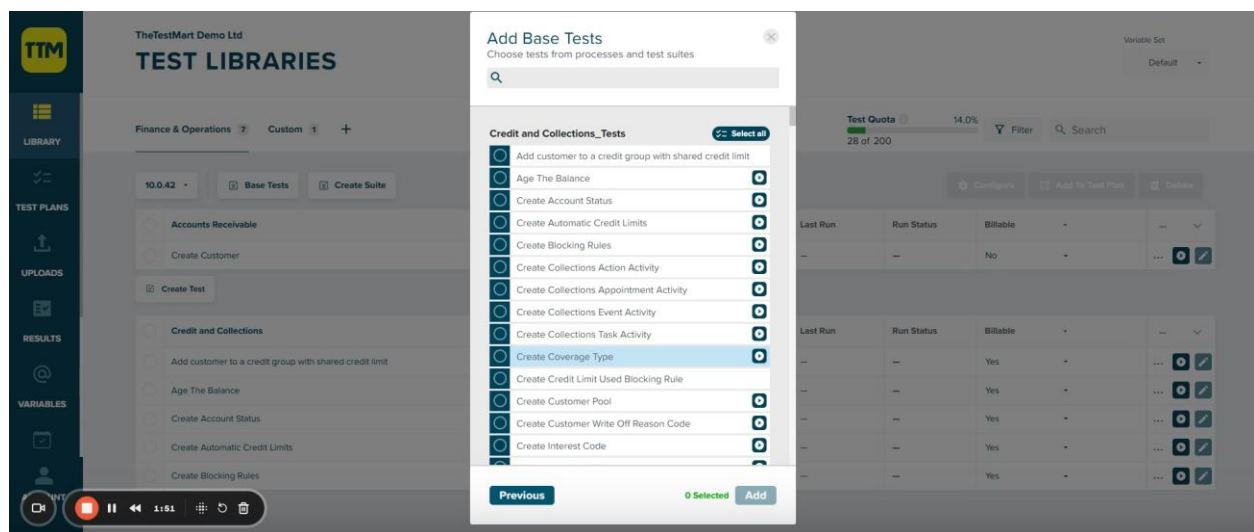 TTM
TheTestMart Demo Ltd
TEST LIBRARIES
Variable Set
Default
LIBRARY
TEST PLANS
UPLOADS
RESULTS
VARIABLES
Finance & Operations 7 Custom 1 +
Test Quota 14.0%
28 of 200
Filter
Search
10.0.42
Base Tests
Create Suite
Configure
Add To Test Plan
Delete
Accounts Receivable Last Run Run Status Billable - ...
Create Customer — — No - ...
Create Test
Credit and Collections Last Run Run Status Billable - ...
Add customer to a credit group with shared credit limit — — Yes - ...
Age The Balance — — Yes - ...
Create Account Status — — Yes - ...
Create Automatic Credit Limits — — Yes - ...
Create Blocking Rules — — Yes - ...
Add Base Tests
Choose tests from processes and test suites
Credit and Collections_Tests Select all
Add customer to a credit group with shared credit limit
Age The Balance
Create Account Status
Create Automatic Credit Limits
Create Blocking Rules
Create Collections Action Activity
Create Collections Appointment Activity
Create Collections Event Activity
Create Collections Task Activity
Create Coverage Type
Create Credit Limit Used Blocking Rule
Create Customer Pool
Create Customer Write Off Reason Code
Create Interest Code
Previous 0 Selected Add
1:51